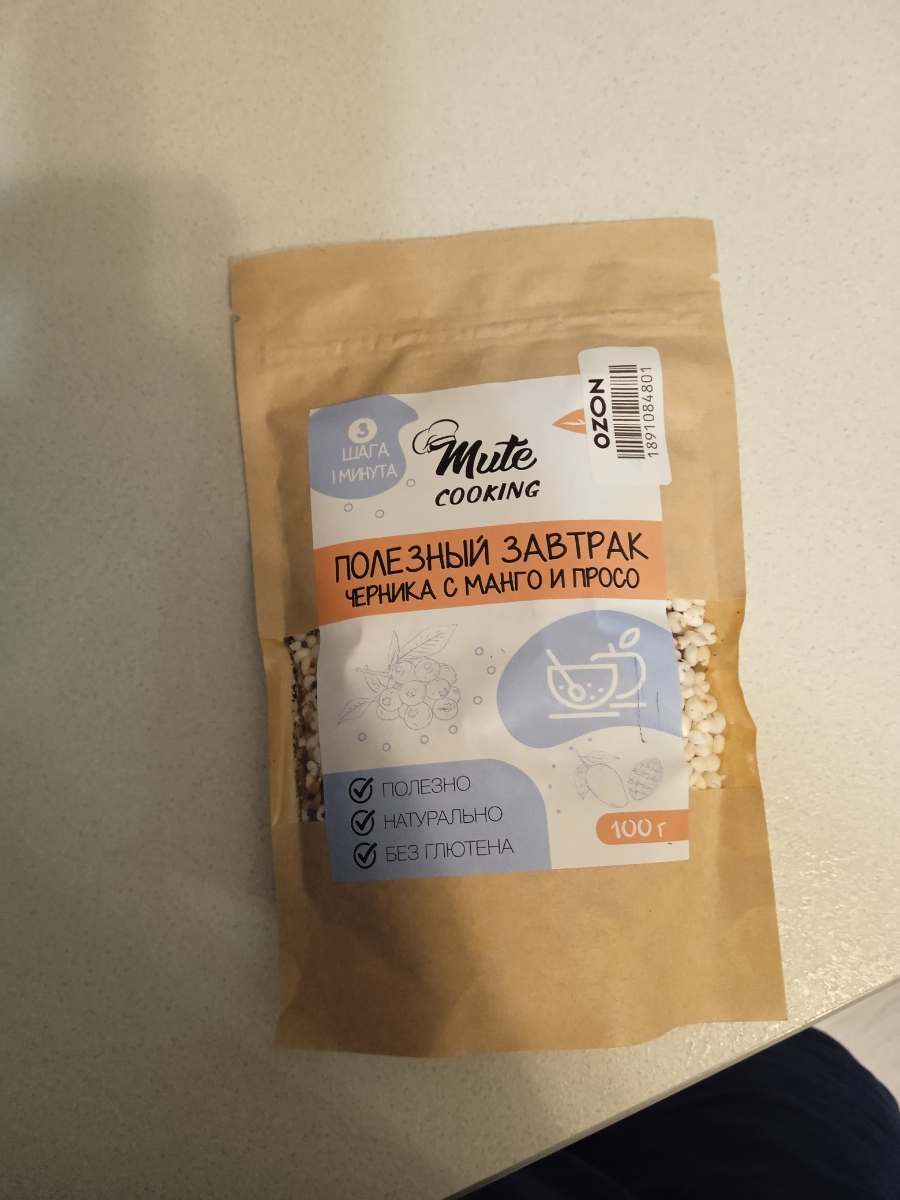 OZON
1891084801
3
ШАГА
1 МИНУТА
Mute
COOKING
ПОЛЕЗНЫЙ ЗАВТРАК
ЧЕРНИКА С МАНГО И ПРОСО
ПОЛЕЗНО
НАТУРАЛЬНО
БЕЗ ГЛЮТЕНА
100 г